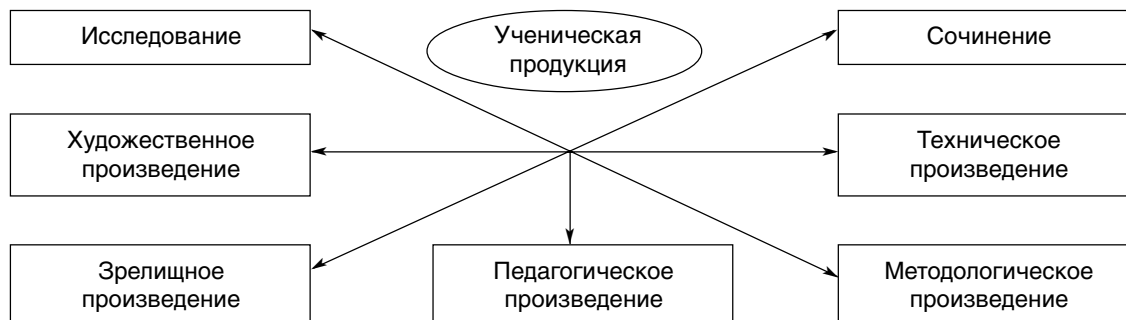 Исследование
Ученическая
продукция
Сочинение
Художественное
произведение
Техническое
произведение
Зрелищное
произведение
Педагогическое
произведение
Методологическое
произведение